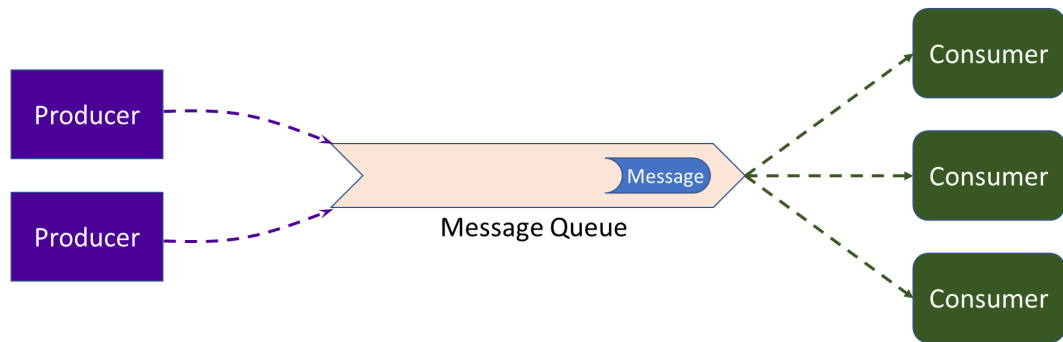 Producer
Producer
Message
Message Queue
Consumer
Consumer
Consumer